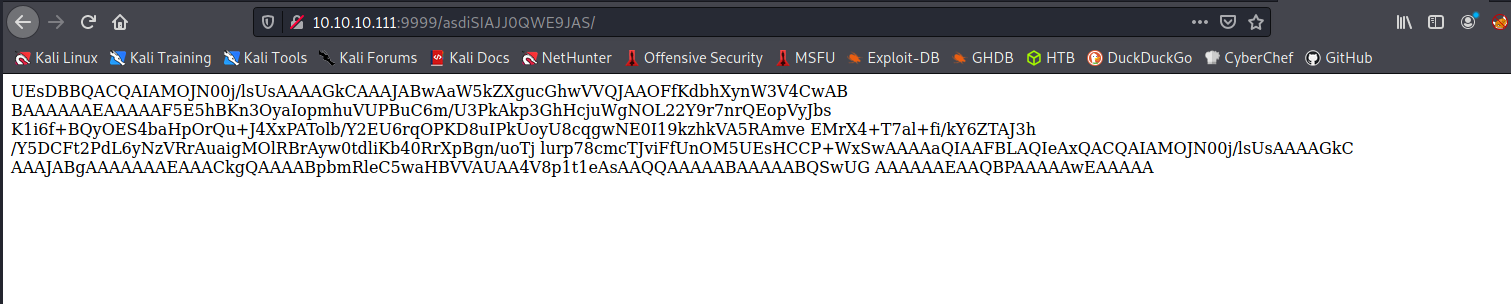 10.10.10.111:9999/asdiSIAJJ0QWE9JAS/
Kali Linux Kali Training Kali Tools Kali Forums Kali Docs NetHunter Offensive Security MSFU Exploit-DB GHDB HTB DuckDuckGo CyberChef GitHub
UEsDBBQACQAIAMOJN00j/lsUsAAAAGkCAAAJABwAaW5kZXgucGhwVVQJAAOFfKdbhXynW3V4CwAB
BAAAAAAEAAAAAF5E5hBKn3OyaIopmhuVUPBuC6m/U3PkAkp3GhHcjuWgNOL22Y9r7nrQEopVyJbs
K1i6f+BQyOES4baHpOrQu+J4XxPATolb/Y2EU6rqOPKD8uIPkUoyU8cqgwNE0I19kzhkVA5RAmve EMrX4+T7al+fi/kY6ZTAJ3h
/Y5DCFt2PdL6yNzVRrAuaigMOlRBrAyw0tdliKb40RrXpBgn/uoTj lurp78cmcTJviFfUnOM5UEsHCCP+WxSwAAAAaQIAAFBLAQIeAxQACQAIAMOJN00j/lsUsAAAAGkC
AAAJABgAAAAAAAEAAACkgQAAAABpbmRleC5waHBVVAUAA4V8p1t1eAsAAQQAAAAABAAAAABQSwUG AAAAAAEAAQBPAAAAAwEAAAAA